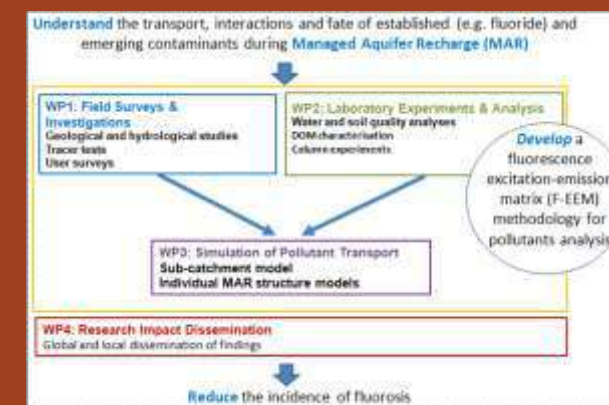 Understand the transport, interactions and fate of established (e.g. fluoride) and
emerging contaminants during Managed Aquifer Recharge (MAR)
WP1: Field Surveys &
Investigations
Geological and hydrological studies
Tracer tests
User surveys
WP2: Laboratory Experiments & Analysis
Water and soil quality analyses
DOM characterisation
Column experiments
Develop a
fluorescence
excitation-emission
matrix (F-EEM)
methodology for
pollutants analysis
WP3: Simulation of Pollutant Transport
Sub-catchment model
Individual MAR structure models
WP4: Research Impact Dissemination
Global and local dissemination of findings
Reduce the incidence of fluorosis